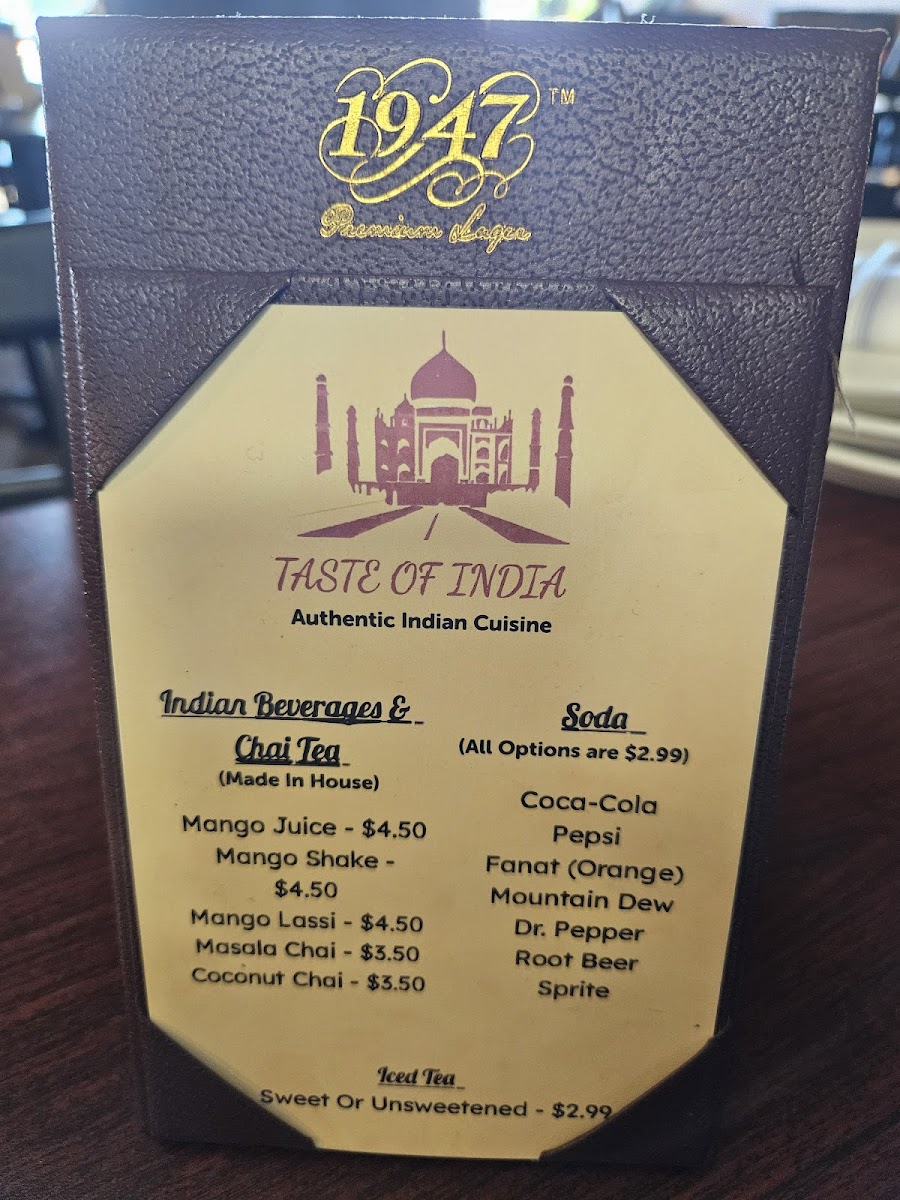 1947 TM
Premium Lager
TASTE OF INDIA
Authentic Indian Cuisine
Indian Beverages &
Chai Tea
(Made In House)
Mango Juice - $4.50
Mango Shake -
$4.50
Mango Lassi - $4.50
Masala Chai - $3.50
Coconut Chai - $3.50
Soda
(All Options are $2.99)
Coca-Cola
Pepsi
Fanat (Orange)
Mountain Dew
Dr. Pepper
Root Beer
Sprite
Iced Tea
Sweet Or Unsweetened - $2.99